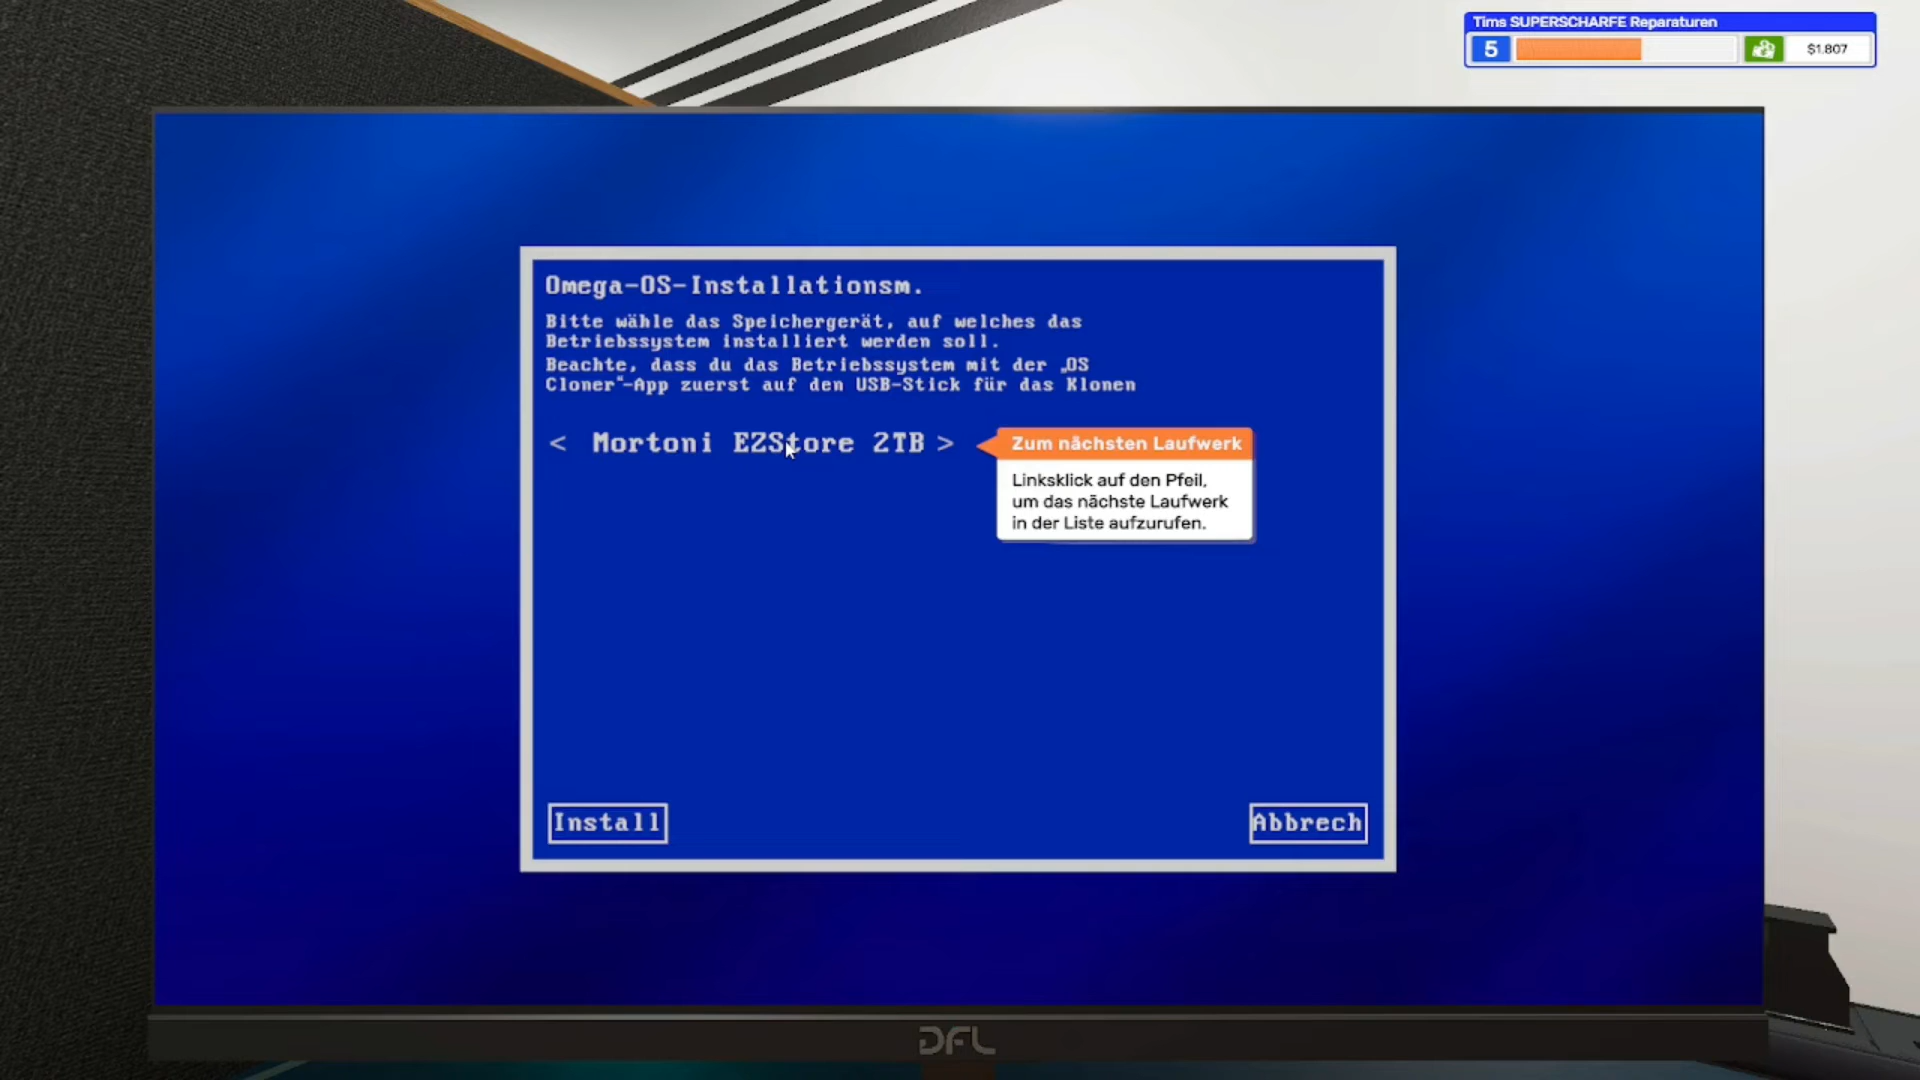 Tims SUPERSCHARFE Reparaturen
5
$1.807
Omega-OS-Installationsm.
Bitte wähle das Speichergerät, auf welches das
Betriebssystem installiert werden soll.
Beachte, dass du das Betriebssystem mit der „OS
Cloner“-App zuerst auf den USB-Stick für das Klonen
< Mortoni EZStore 2TB >
Zum nächsten Laufwerk
Linksklick auf den Pfeil,
um das nächste Laufwerk
in der Liste aufzurufen.
Install
Abbrech
DFL